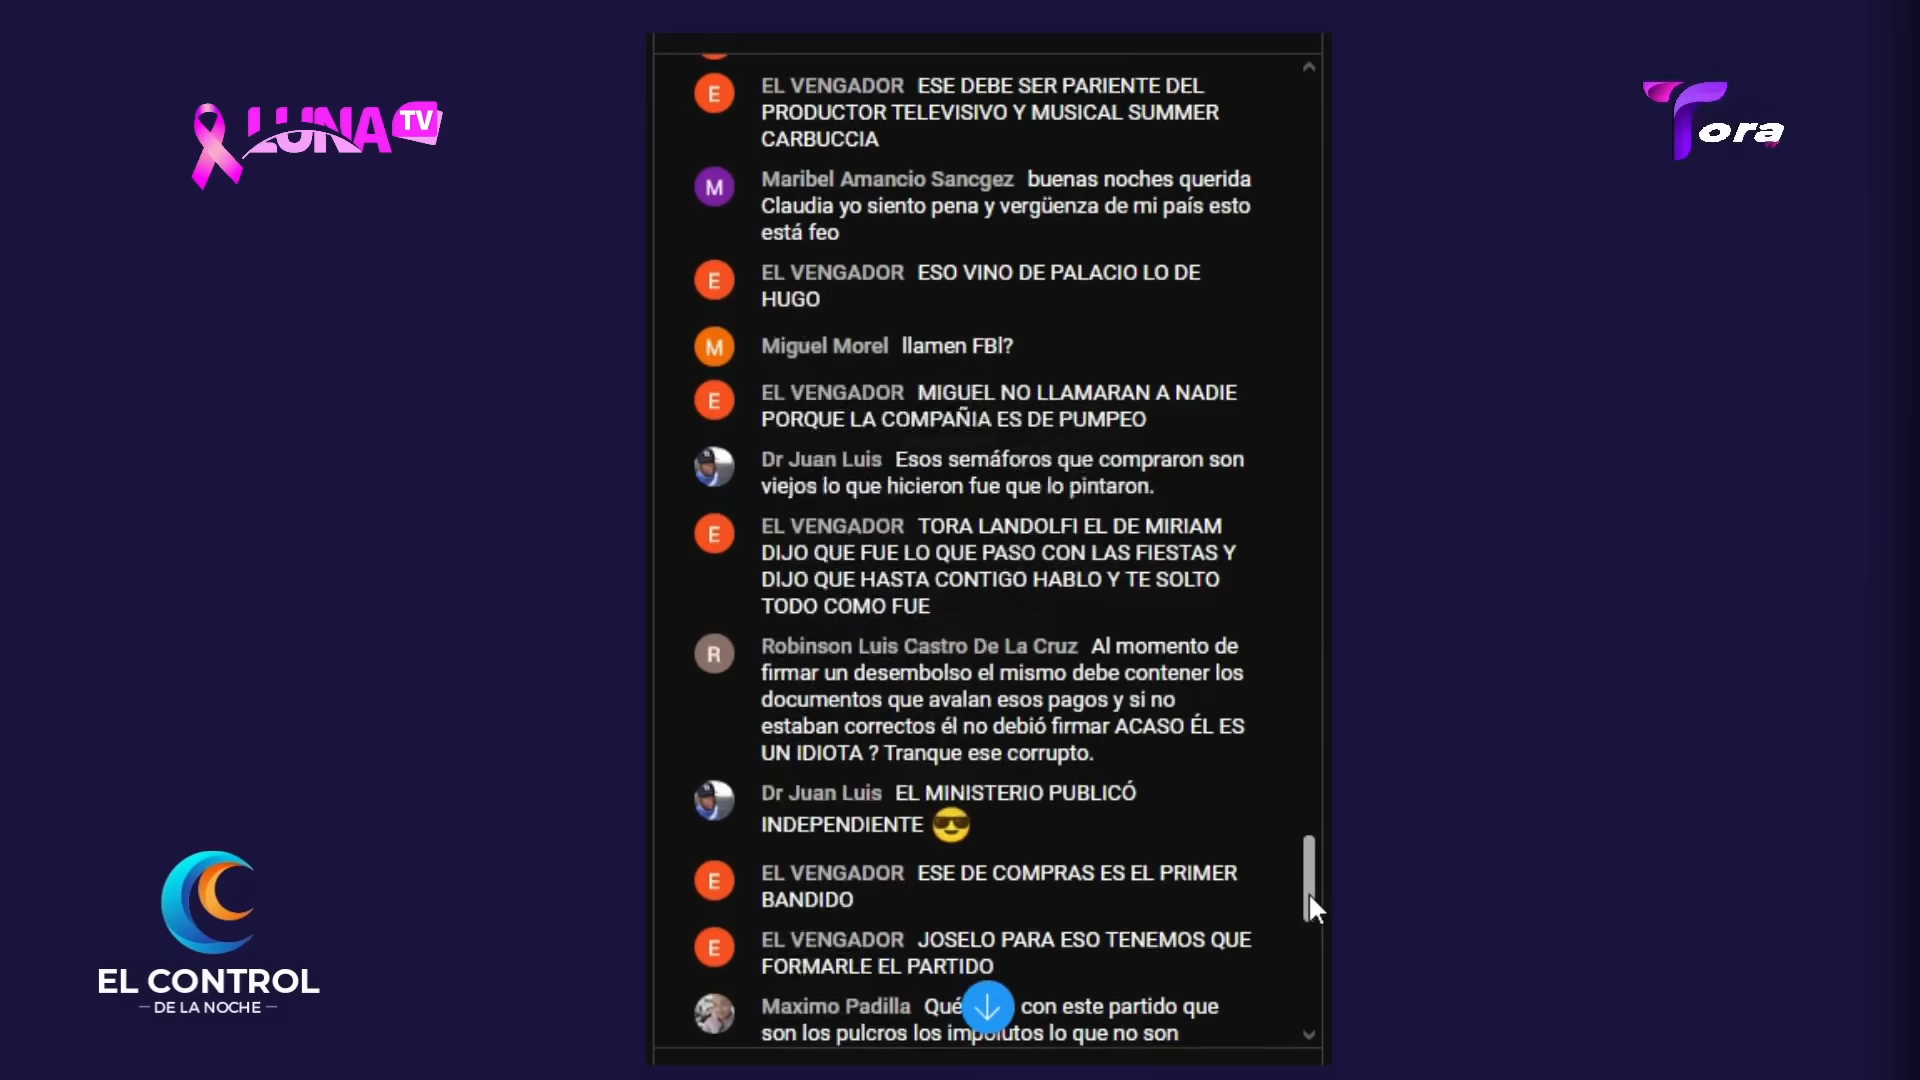 LUNA TV
Tora
E EL VENGADOR ESE DEBE SER PARIENTE DEL
PRODUCTOR TELEVISIVO Y MUSICAL SUMMER
CARBUCCIA
M Maribel Amancio Sancgez buenas noches querida
Claudia yo siento pena y vergüenza de mi país esto
está feo
E EL VENGADOR ESO VINO DE PALACIO LO DE
HUGO
M Miguel Morel llamen FBI?
E EL VENGADOR MIGUEL NO LLAMARAN A NADIE
PORQUE LA COMPAÑIA ES DE PUMPEO
Dr Juan Luis Esos semáforos que compraron son
viejos lo que hicieron fue que lo pintaron.
E EL VENGADOR TORA LANDOLFI EL DE MIRIAM
DIJO QUE FUE LO QUE PASO CON LAS FIESTAS Y
DIJO QUE HASTA CONTIGO HABLO Y TE SOLTO
TODO COMO FUE
R Robinson Luis Castro De La Cruz Al momento de
firmar un desembolso el mismo debe contener los
documentos que avalan esos pagos y si no
estaban correctos él no debió firmar ACASO ÉL ES
UN IDIOTA ? Tranque ese corrupto.
Dr Juan Luis EL MINISTERIO PUBLICÓ
INDEPENDIENTE 😎
E EL VENGADOR ESE DE COMPRAS ES EL PRIMER
BANDIDO
E EL VENGADOR JOSELO PARA ESO TENEMOS QUE
FORMARLE EL PARTIDO
Maximo Padilla Qué con este partido que
son los pulcros los impolutos lo que no son
EL CONTROL
DE LA NOCHE